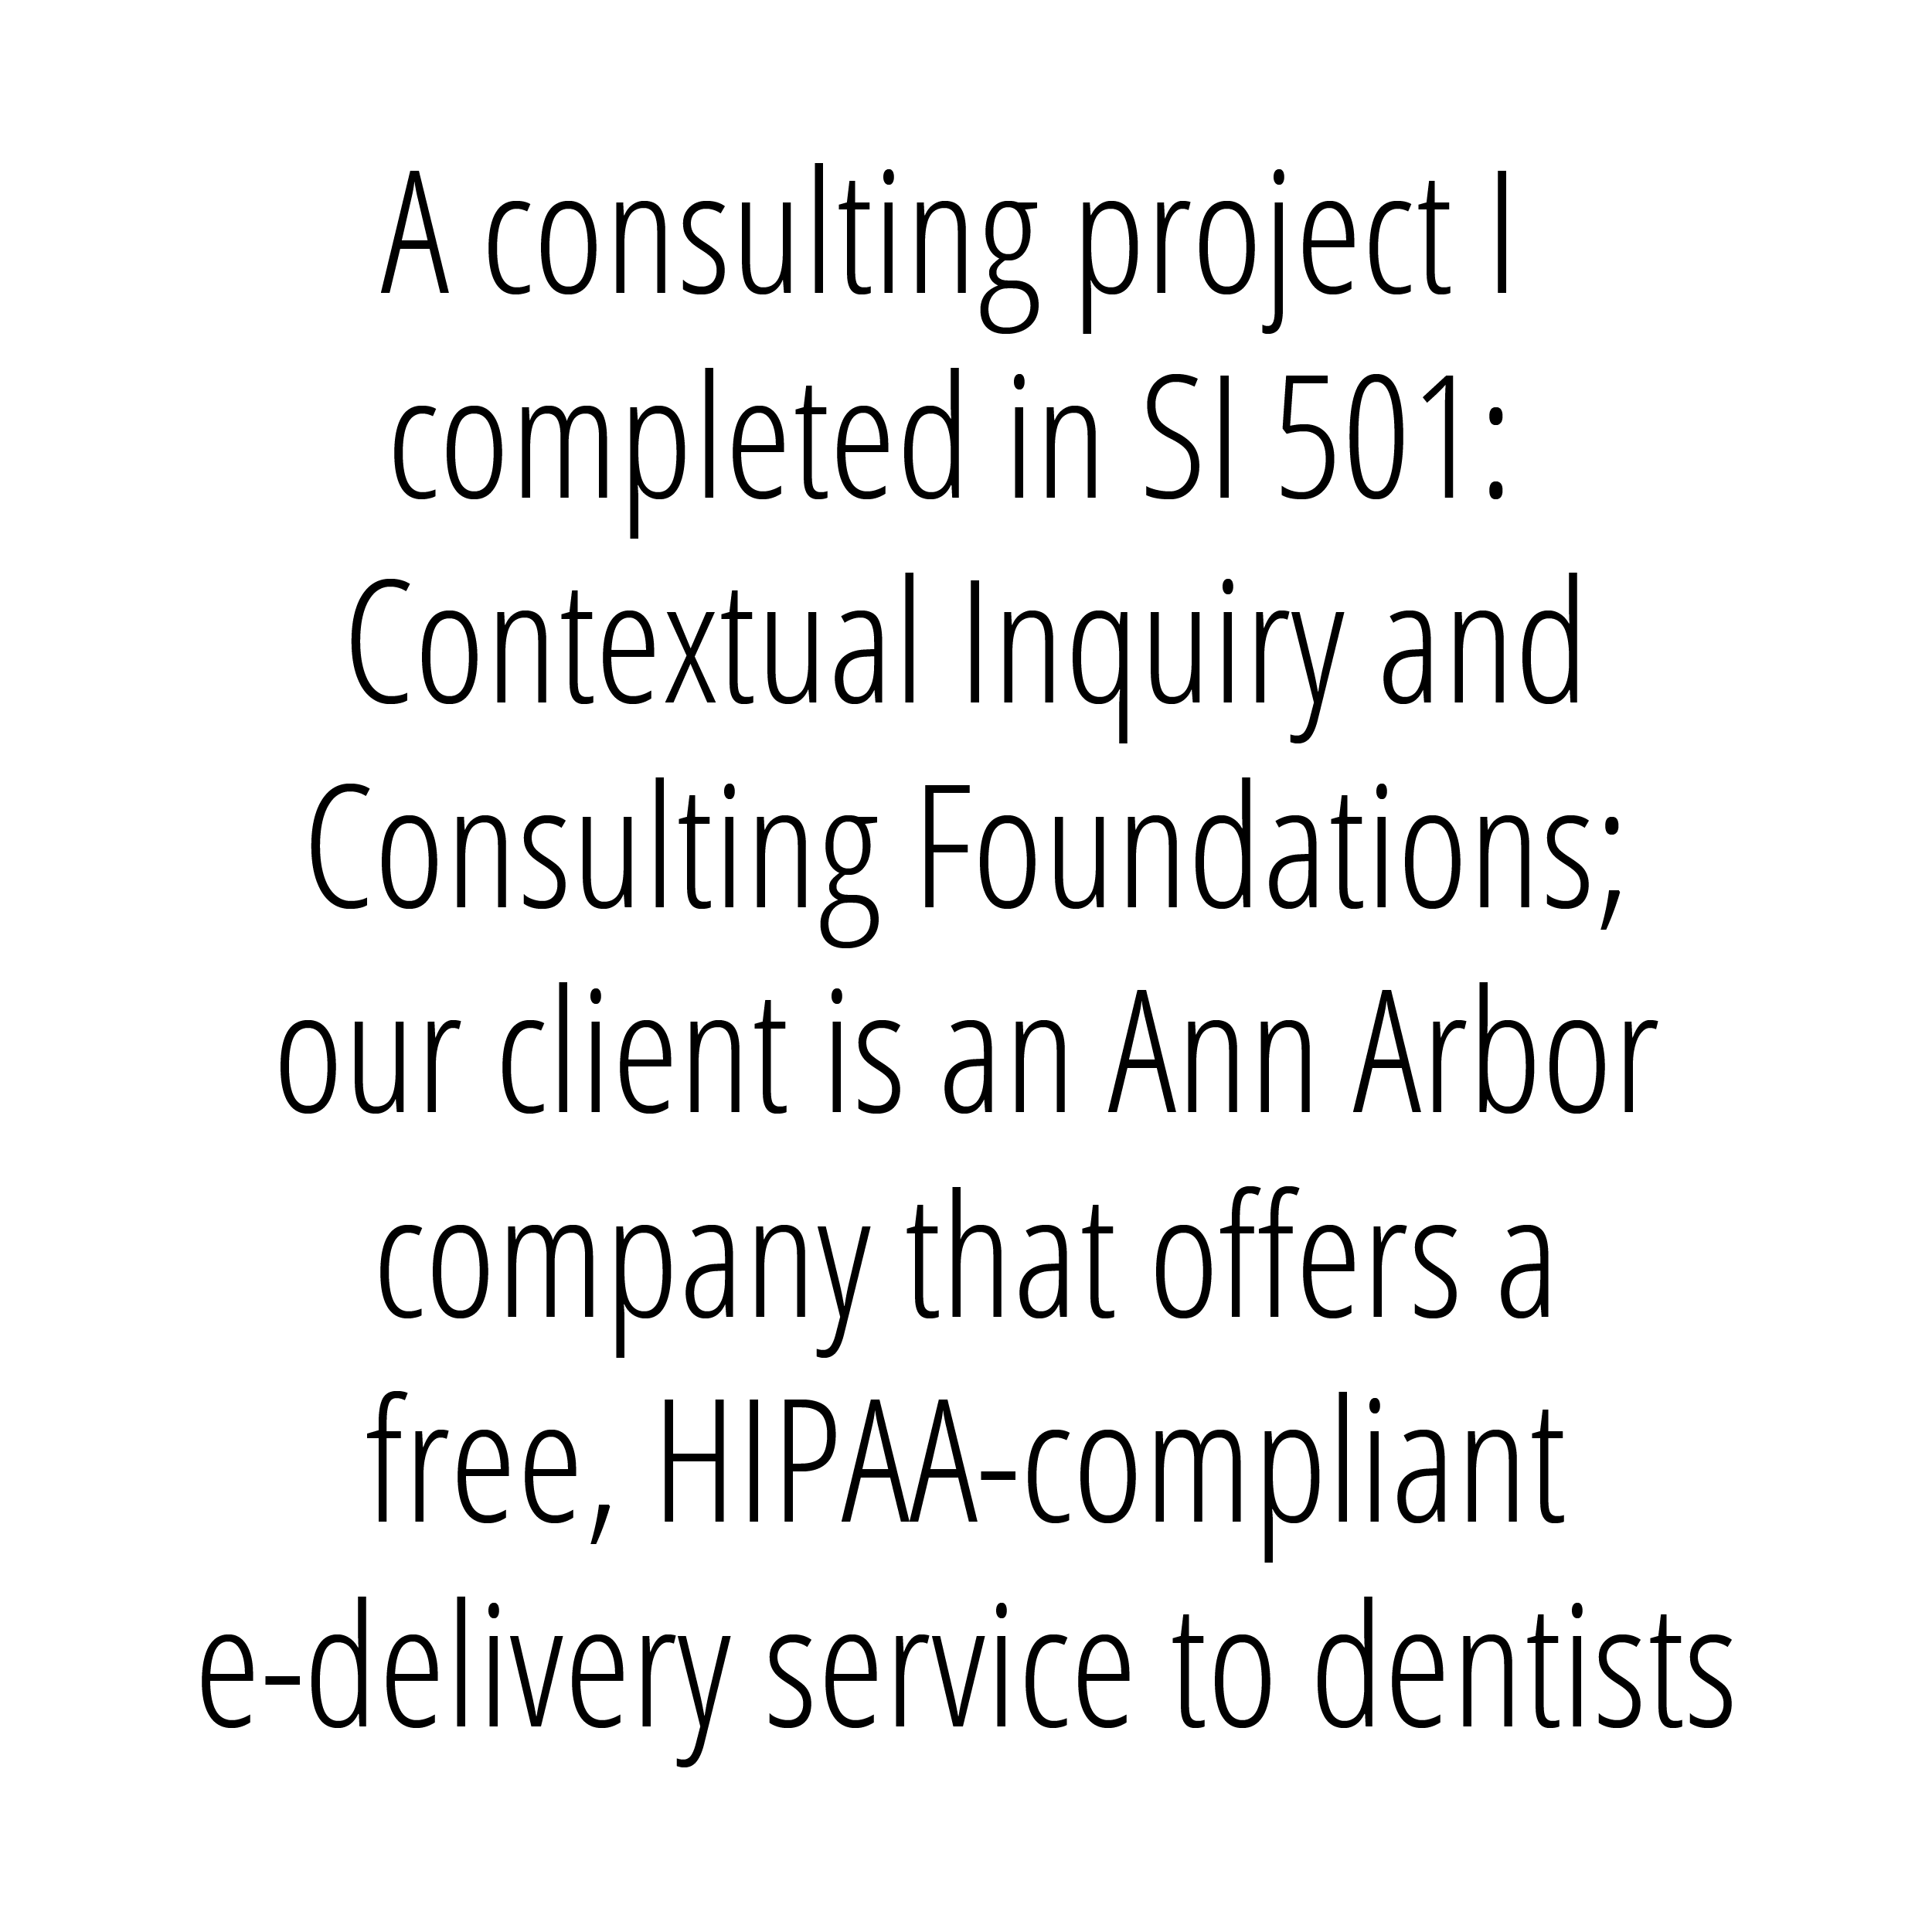 A consulting project I
completed in SI 501:
Contextual Inquiry and
Consulting Foundations;
our client is an Ann Arbor
company that offers a
free, HIPAA-compliant
e-delivery service to dentists